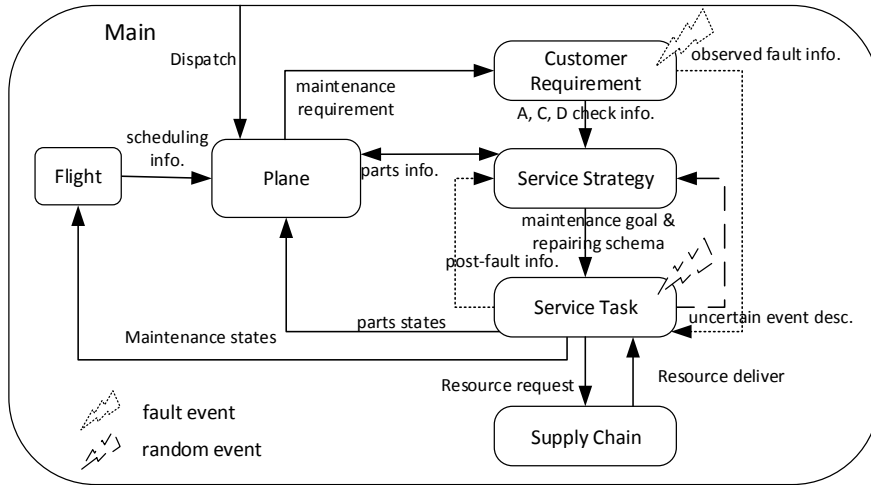 Main
Dispatch
Customer
Requirement
observed fault info.
maintenance
requirement
A, C, D check info.
scheduling
info.
Flight
Plane
parts info.
Service Strategy
maintenance goal &
repairing schema
post-fault info.
Service Task
uncertain event desc.
Maintenance states
parts states
Resource request
Resource deliver
Supply Chain
fault event
random event